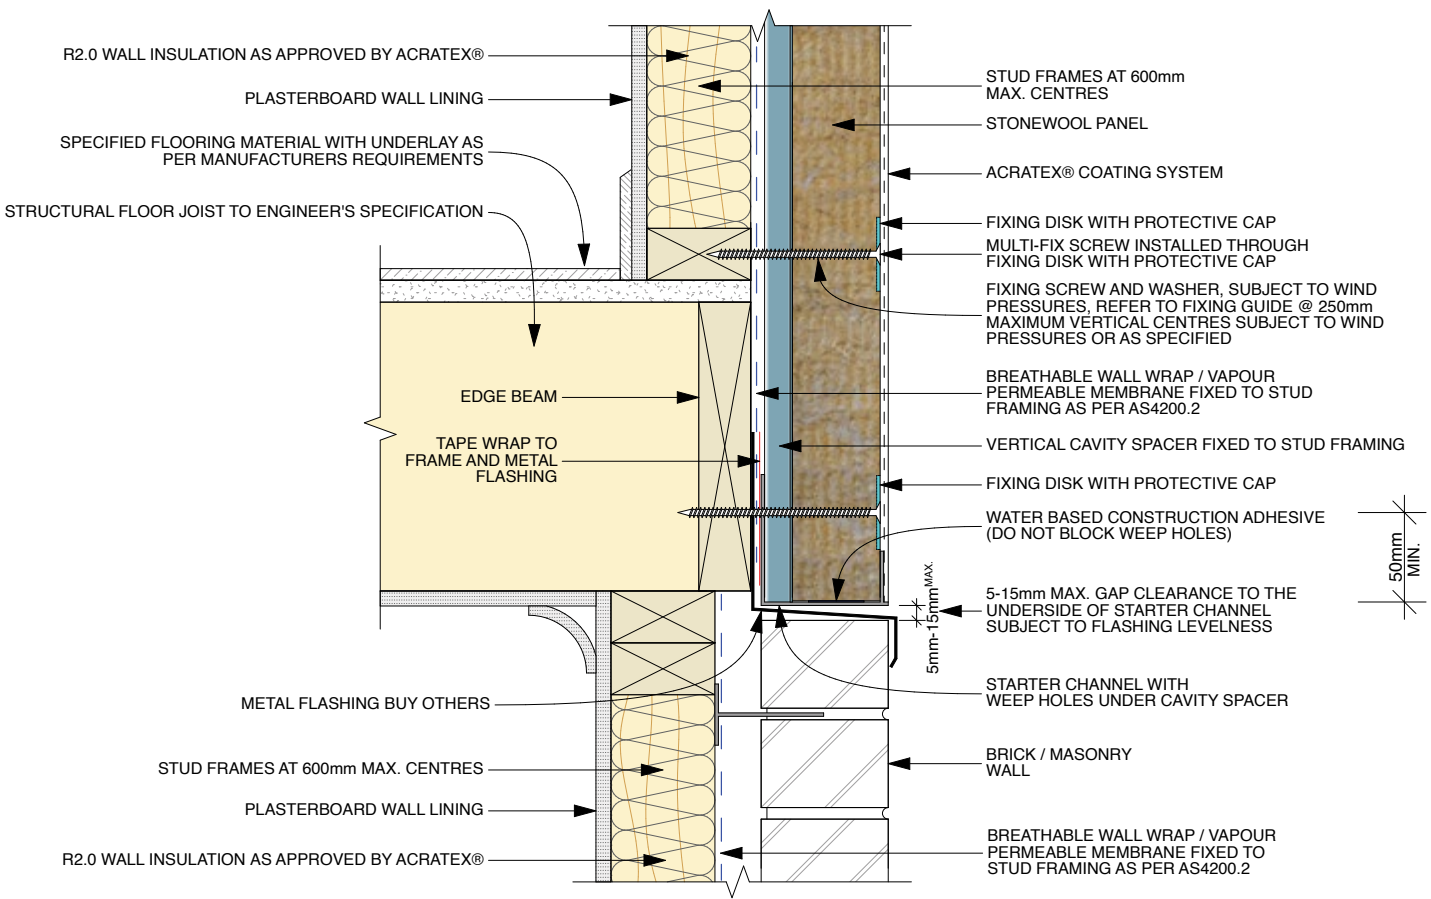 R2.0 WALL INSULATION AS APPROVED BY ACRATEX®
PLASTERBOARD WALL LINING
SPECIFIED FLOORING MATERIAL WITH UNDERLAY AS
PER MANUFACTURERS REQUIREMENTS
STRUCTURAL FLOOR JOIST TO ENGINEER'S SPECIFICATION
EDGE BEAM
TAPE WRAP TO
FRAME AND METAL
FLASHING
METAL FLASHING BUY OTHERS
STUD FRAMES AT 600mm MAX. CENTRES
PLASTERBOARD WALL LINING
R2.0 WALL INSULATION AS APPROVED BY ACRATEX®
STUD FRAMES AT 600mm
MAX. CENTRES
STONEWOOL PANEL
ACRATEX® COATING SYSTEM
FIXING DISK WITH PROTECTIVE CAP
MULTI-FIX SCREW INSTALLED THROUGH
FIXING DISK WITH PROTECTIVE CAP
FIXING SCREW AND WASHER, SUBJECT TO WIND
PRESSURES, REFER TO FIXING GUIDE @ 250mm
MAXIMUM VERTICAL CENTRES SUBJECT TO WIND
PRESSURES OR AS SPECIFIED
BREATHABLE WALL WRAP / VAPOUR
PERMEABLE MEMBRANE FIXED TO STUD
FRAMING AS PER AS4200.2
VERTICAL CAVITY SPACER FIXED TO STUD FRAMING
FIXING DISK WITH PROTECTIVE CAP
WATER BASED CONSTRUCTION ADHESIVE
(DO NOT BLOCK WEEP HOLES)
50mm
MIN.
5mm-15mm MAX.
5-15mm MAX. GAP CLEARANCE TO THE
UNDERSIDE OF STARTER CHANNEL
SUBJECT TO FLASHING LEVELNESS
STARTER CHANNEL WITH
WEEP HOLES UNDER CAVITY SPACER
BRICK / MASONRY
WALL
BREATHABLE WALL WRAP / VAPOUR
PERMEABLE MEMBRANE FIXED TO
STUD FRAMING AS PER AS4200.2